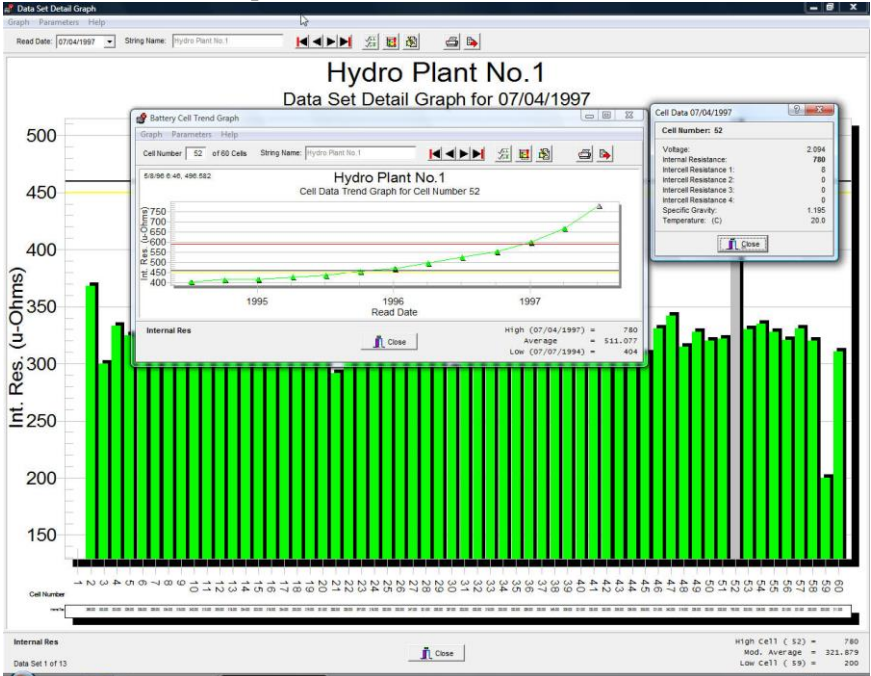 Data Set Detail Graph
Graph Parameters Help
Read Date: 07/04/1997 String Name: Hydro Plant No.1
Hydro Plant No.1
Data Set Detail Graph for 07/04/1997
Battery Cell Trend Graph
Graph Parameters Help
Cell Number 52 of 60 Cells String Name: Hydro Plant No.1
5/8/96 6:46, 496.582
Hydro Plant No.1
Cell Data Trend Graph for Cell Number 52
Int. Res. (u-Ohms)
750
650
600
550
500
450
400
1995 1996 1997
Read Date
Internal Res
Close
High (07/04/1997) = 780
Average = 511.077
Low (07/07/1994) = 404
Cell Data 07/04/1997
Cell Number: 52
Voltage: 2.094
Internal Resistance: 780
Intercell Resistance 1: 8
Intercell Resistance 2: 0
Intercell Resistance 3: 0
Intercell Resistance 4: 0
Specific Gravity: 1.195
Temperature: (C) 20.0
Close
Int. Res. (u-Ohms)
500
450
400
350
300
250
200
150
1 2 3 4 5 6 7 8 9 10 11 12 13 14 15 16 17 18 19 20 21 22 23 24 25 26 27 28 29 30 31 32 33 34 35 36 37 38 39 40 41 42 43 44 45 46 47 48 49 50 51 52 53 54 55 56 57 58 59 60
Cell Number
Internal Res
Data Set 1 of 13
Close
High Cell ( 52) = 780
Mod. Average = 321.879
Low Cell ( 59) = 200